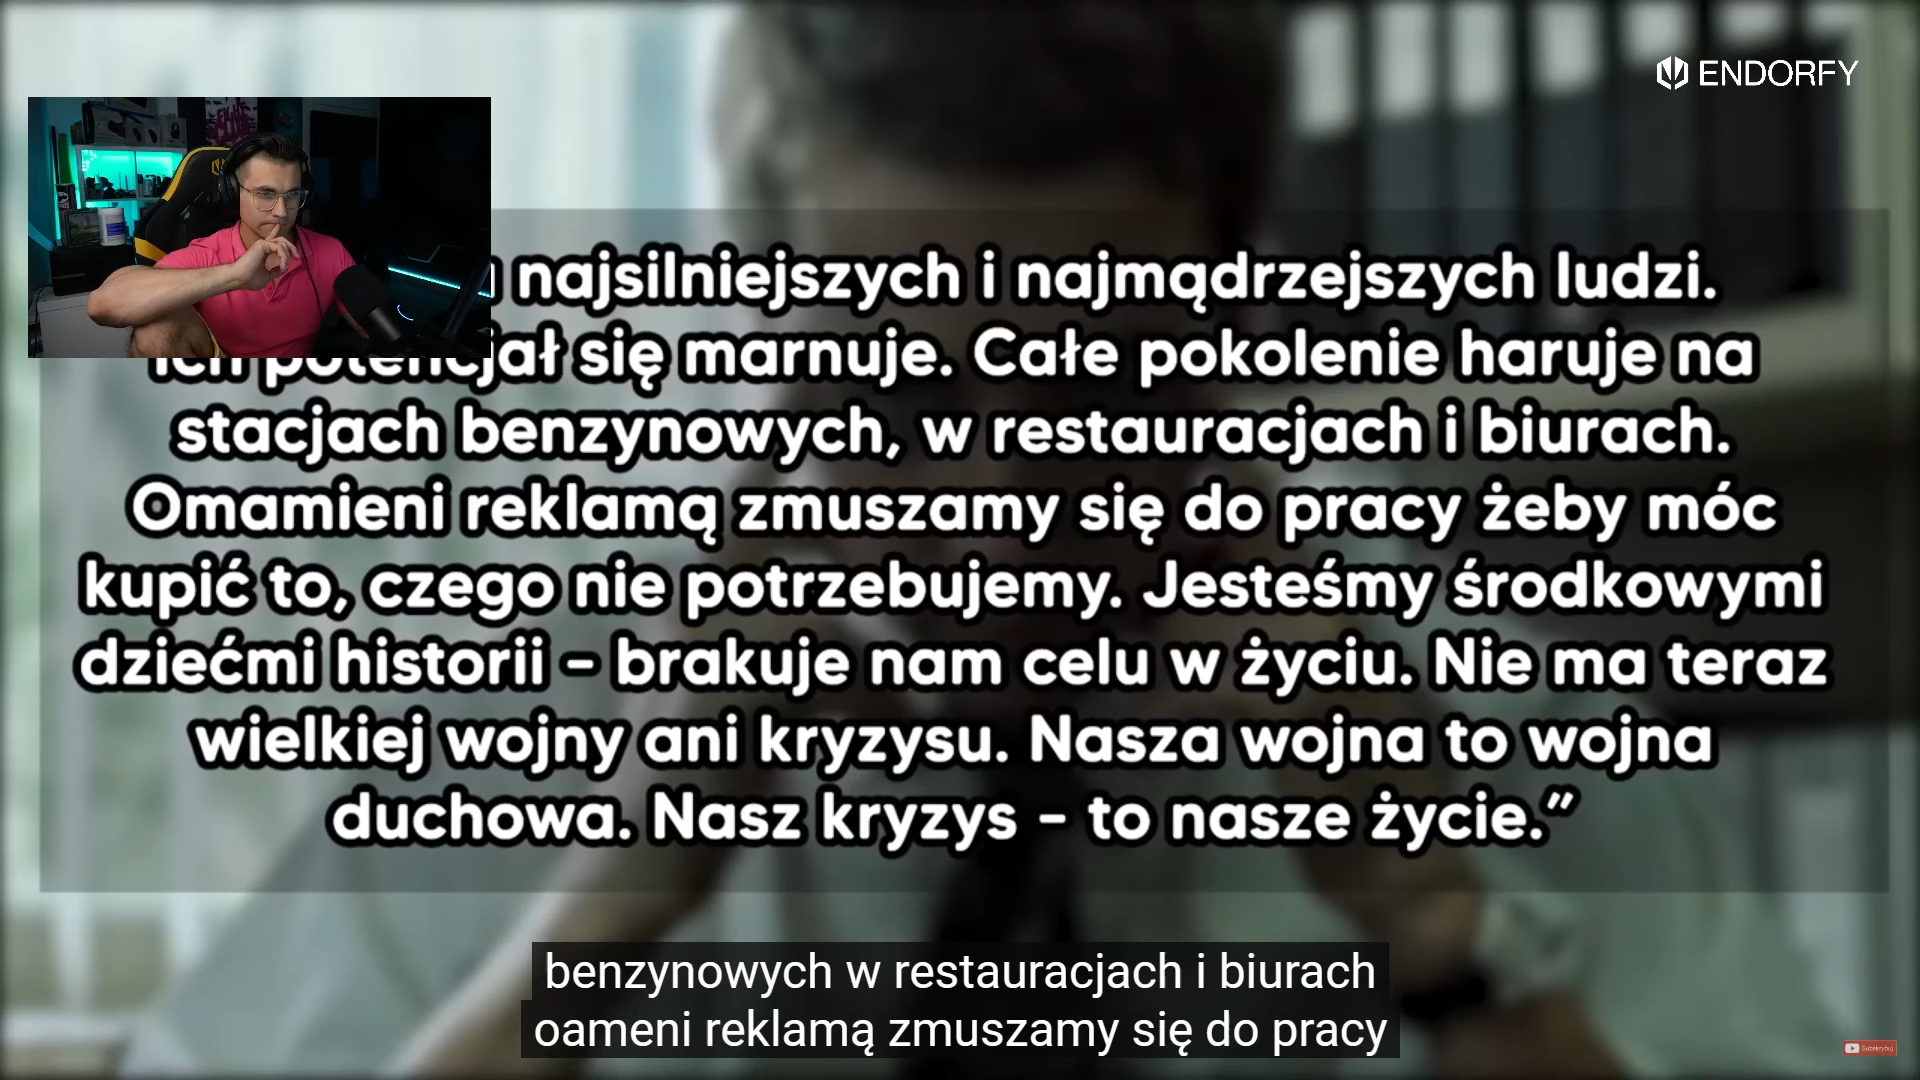 ENDORFY
najsilniejszych i najmądrzejszych ludzi.
Ich potencjał się marnuje. Całe pokolenie haruje na
stacjach benzynowych, w restauracjach i biurach.
Omamieni reklamą zmuszamy się do pracy żeby móc
kupić to, czego nie potrzebujemy. Jesteśmy środkowymi
dziećmi historii – brakuje nam celu w życiu. Nie ma teraz
wielkiej wojny ani kryzysu. Nasza wojna to wojna
duchowa. Nasz kryzys – to nasze życie.”
benzynowych w restauracjach i biurach
oameni reklamą zmuszamy się do pracy
Subskrybuj